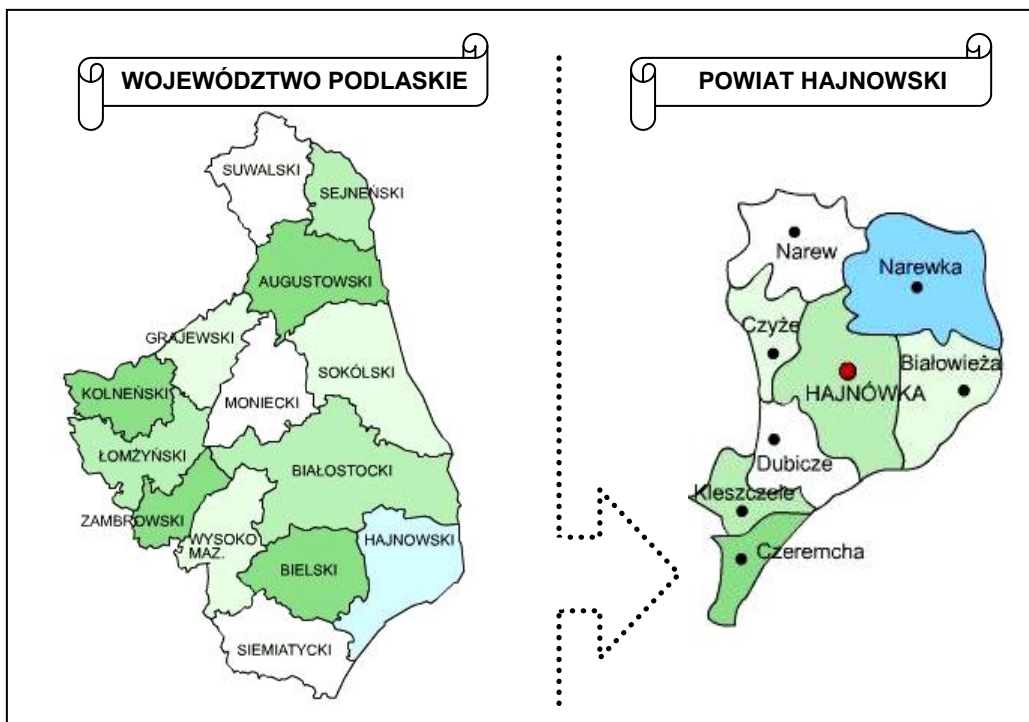 WOJEWÓDZTWO PODLASKIE
SUWALSKI
SEJNEŃSKI
AUGUSTOWSKI
GRAJEWSKI
SOKÓLSKI
KOLNEŃSKI
MONIECKI
ŁOMŻYŃSKI
BIAŁOSTOCKI
ZAMBROWSKI
WYSOKO
MAZ.
HAJNOWSKI
BIELSKI
SIEMIATYCKI
POWIAT HAJNOWSKI
Narew
Narewka
Czyże
Białowieża
HAJNÓWKA
Dubicze
Kleszczele
Czeremcha